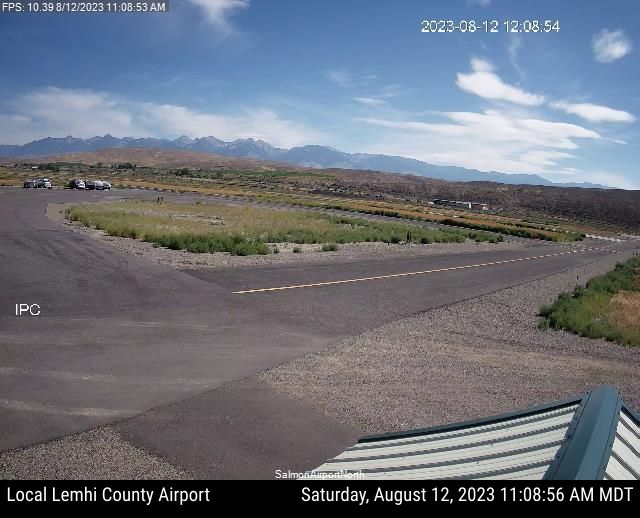 FPS: 10.39 8/12/2023 11:08:53 AM
2023-08-12 12:08:54
IPC
SalmonAirportNorth
Local Lemhi County Airport Saturday, August 12, 2023 11:08:56 AM MDT